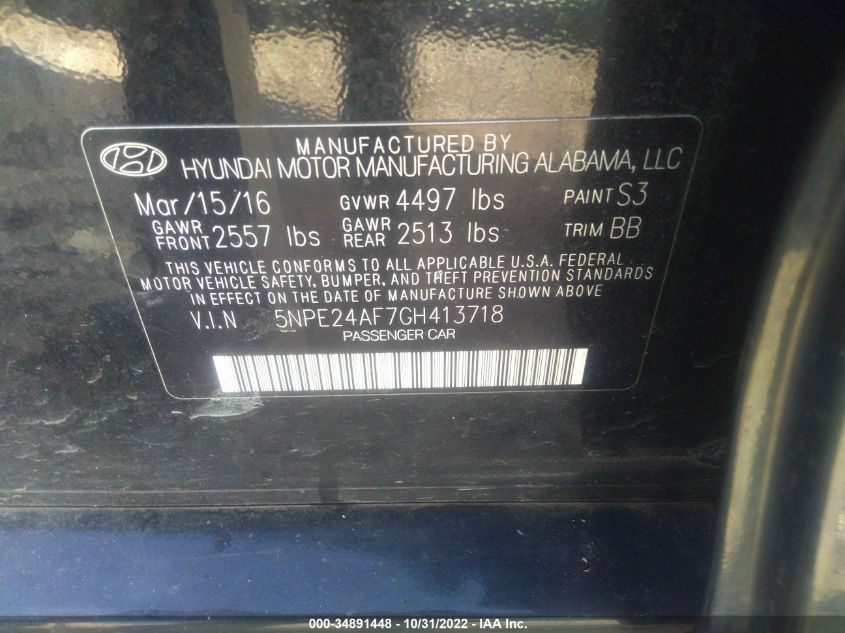 MANUFACTURED BY
HYUNDAI MOTOR MANUFACTURING ALABAMA, LLC
Mar/15/16 GVWR 4497 lbs PAINT S3
GAWR FRONT 2557 lbs GAWR REAR 2513 lbs TRIM BB
THIS VEHICLE CONFORMS TO ALL APPLICABLE U.S.A. FEDERAL
MOTOR VEHICLE SAFETY, BUMPER, AND THEFT PREVENTION STANDARDS
IN EFFECT ON THE DATE OF MANUFACTURE SHOWN ABOVE
V.I.N 5NPE24AF7GH413718
PASSENGER CAR
000-34891448 - 10/31/2022 - IAA Inc.